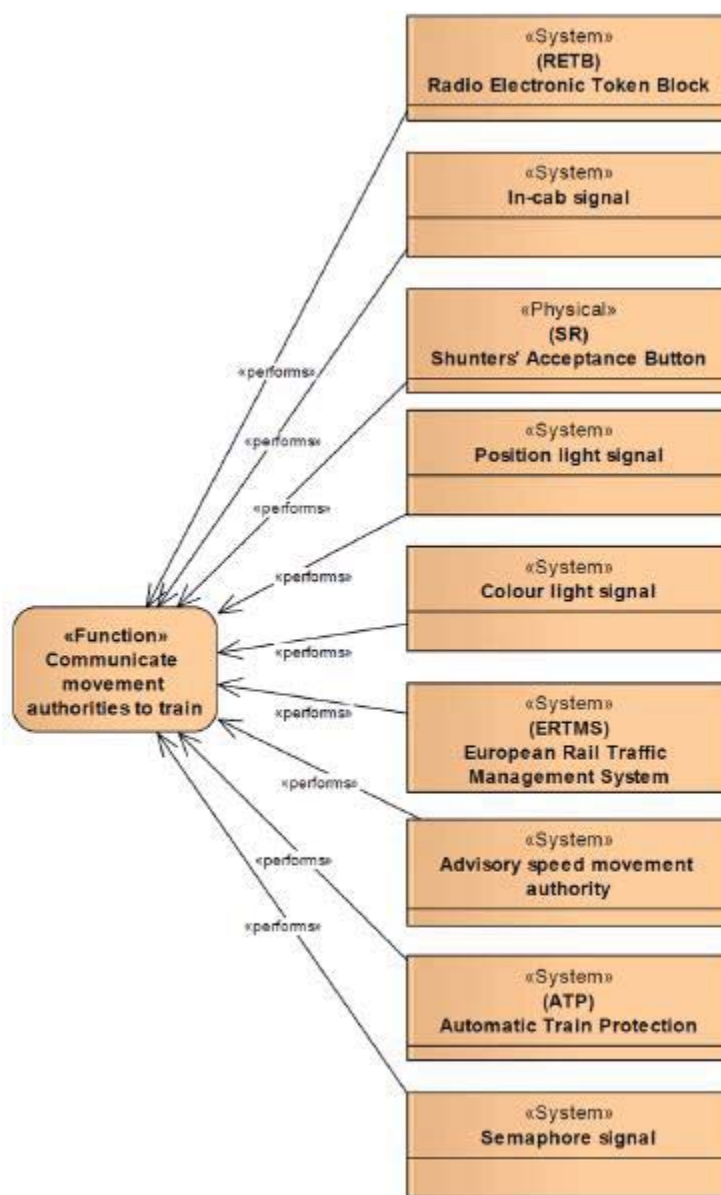 «System»
(RETB)
Radio Electronic Token Block
«System»
In-cab signal
«Physical»
(SR)
Shunters' Acceptance Button
«System»
Position light signal
«System»
Colour light signal
«System»
(ERTMS)
European Rail Traffic
Management System
«System»
Advisory speed movement
authority
«System»
(ATP)
Automatic Train Protection
«System»
Semaphore signal
«performs»
«performs»
«performs»
«performs»
«performs»
«performs»
«performs»
«performs»
«performs»
«Function»
Communicate
movement
authorities to train